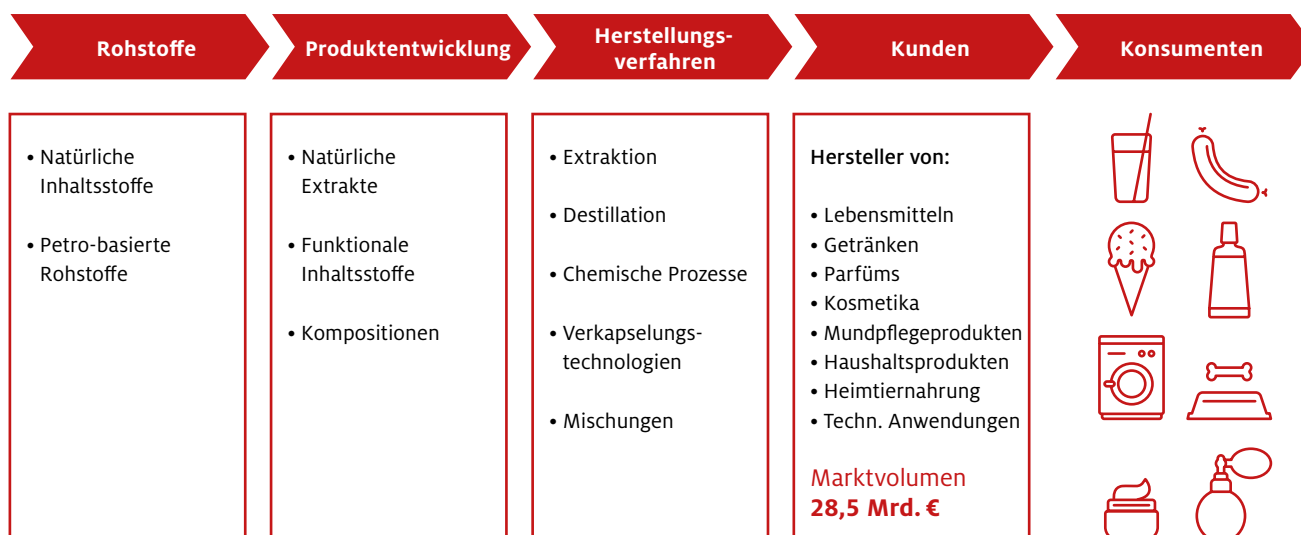 Rohstoffe
Produktentwicklung
Herstellungs-
verfahren
Kunden
Konsumenten
• Natürliche
Inhaltsstoffe
• Petro-basierte
Rohstoffe
• Natürliche
Extrakte
• Funktionale
Inhaltsstoffe
• Kompositionen
• Extraktion
• Destillation
• Chemische Prozesse
• Verkapselungs-
technologien
• Mischungen
Hersteller von:
• Lebensmitteln
• Getränken
• Parfüms
• Kosmetika
• Mundpflegeprodukten
• Haushaltsprodukten
• Heimtiernahrung
• Techn. Anwendungen
Marktvolumen
28,5 Mrd. €